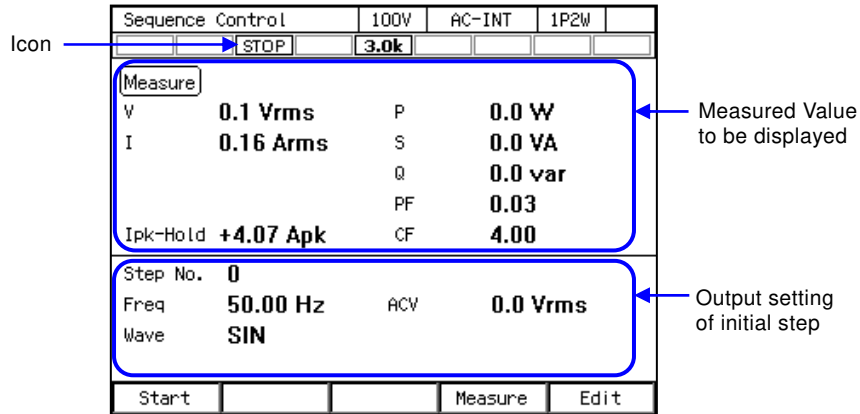 Sequence Control 100V AC-INT 1P2W
Icon STOP 3.0k
Measure
V 0.1 Vrms P 0.0 W
I 0.16 Arms S 0.0 VA
Q 0.0 var
PF 0.03
Ipk-Hold +4.07 Apk CF 4.00
Measured Value
to be displayed
Step No. 0
Freq 50.00 Hz ACV 0.0 Vrms
Wave SIN
Output setting
of initial step
Start Measure Edit